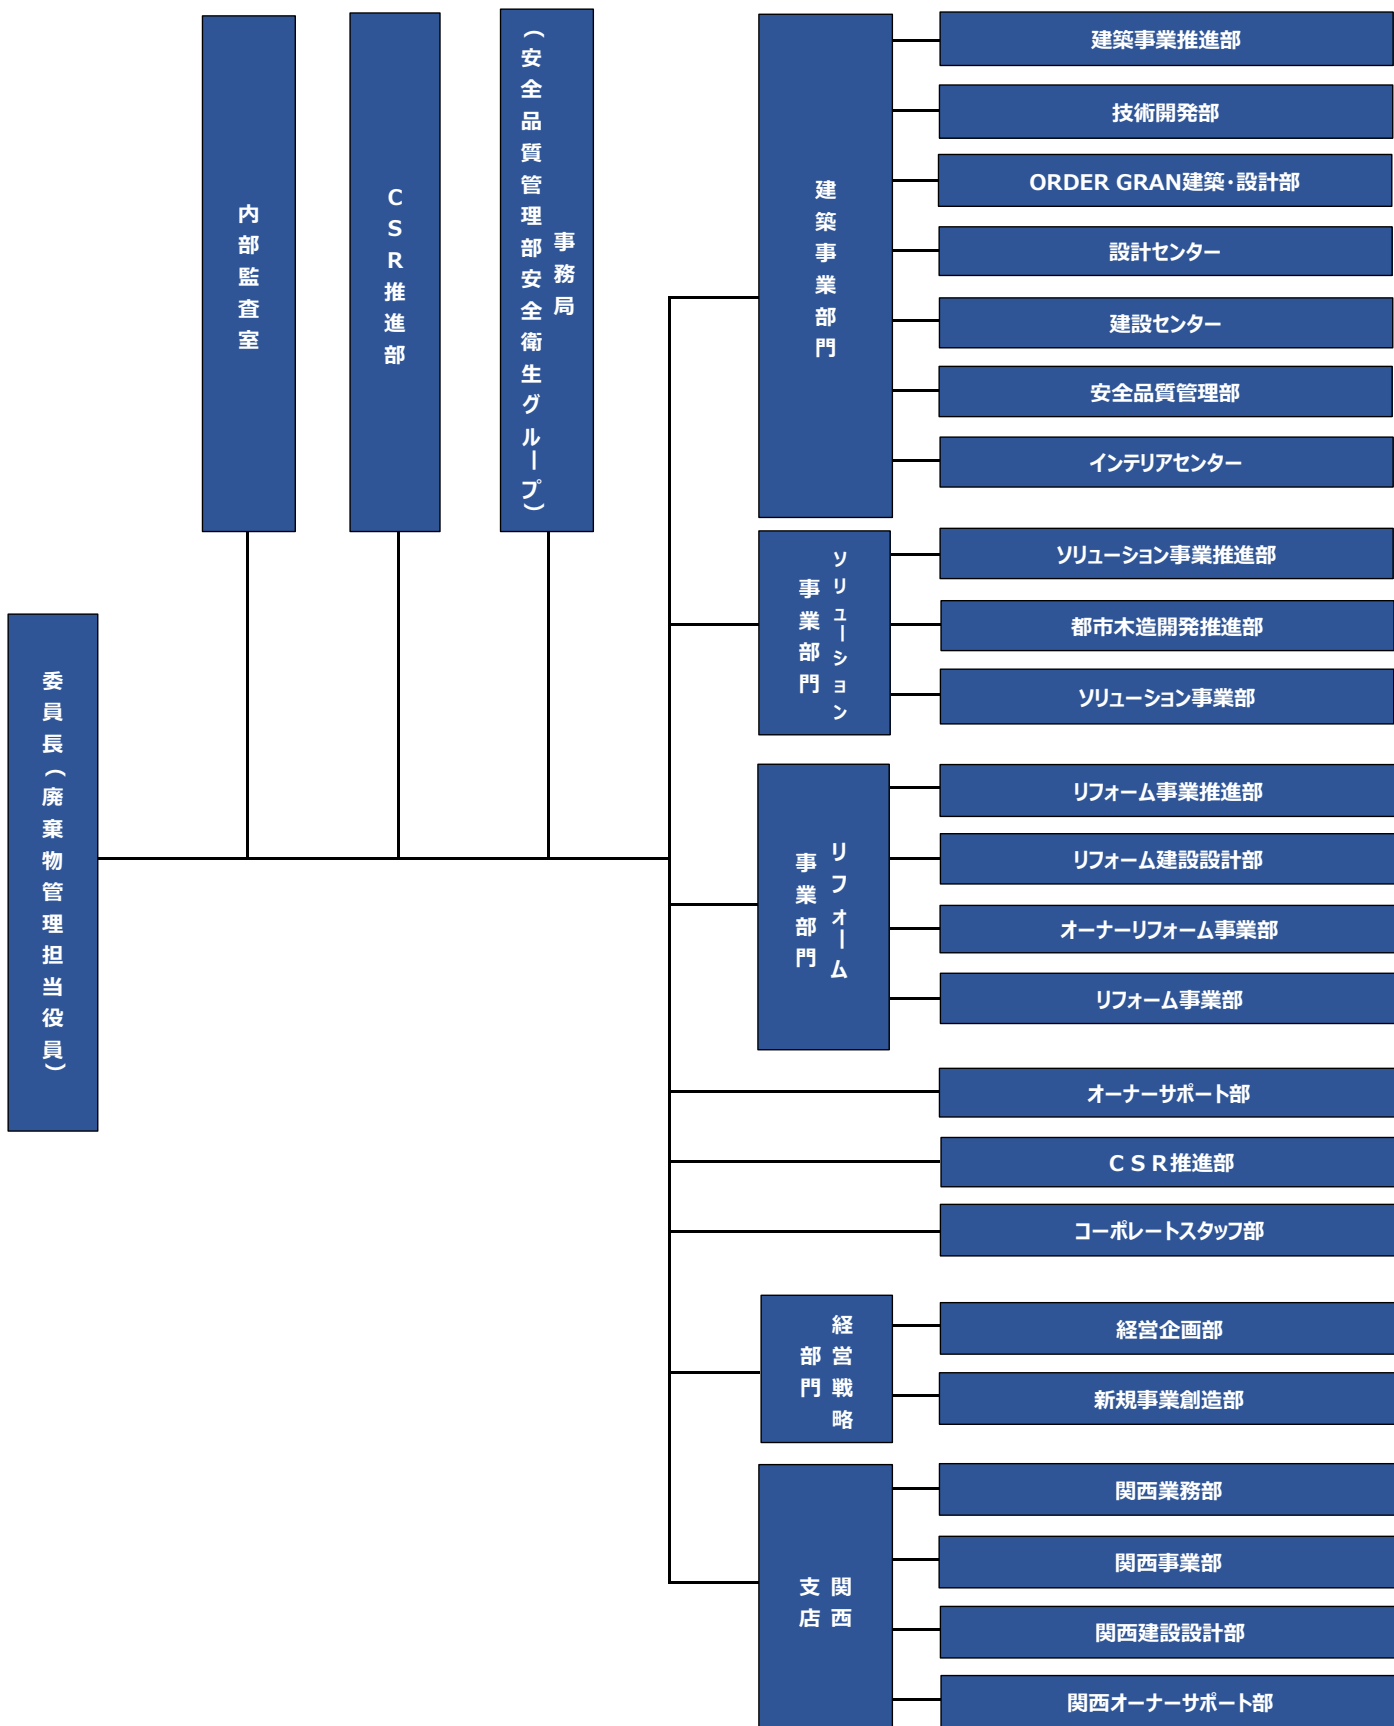 委員長（廃棄物管理担当役員）
内部監査室
CSR推進部
事務局
（安全品質管理部安全衛生グループ）
建築事業部門
建築事業推進部
技術開発部
ORDER GRAN建築・設計部
設計センター
建設センター
安全品質管理部
インテリアセンター
ソリューション
事業部門
ソリューション事業推進部
都市木造開発推進部
ソリューション事業部
リフォーム
事業部門
リフォーム事業推進部
リフォーム建設設計部
オーナーリフォーム事業部
リフォーム事業部
オーナーサポート部
ＣＳＲ推進部
コーポレートスタッフ部
経営戦略
部門
経営企画部
新規事業創造部
関西
支店
関西業務部
関西事業部
関西建設設計部
関西オーナーサポート部